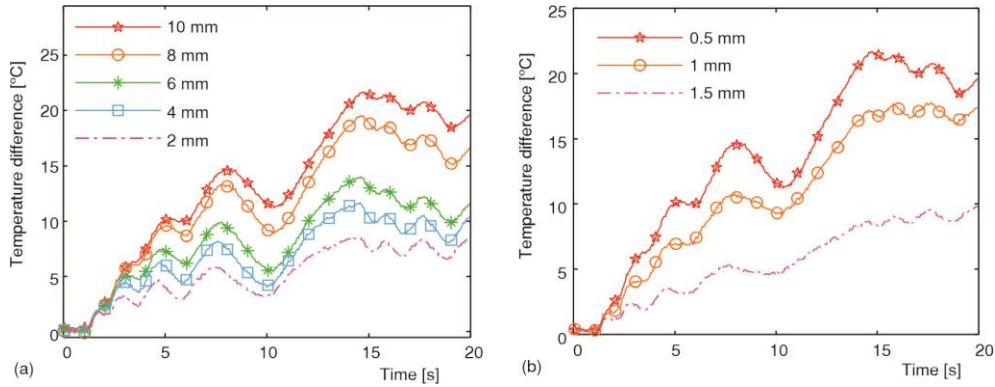 Temperature difference [°C]
25
20
15
10
5
0
10 mm
8 mm
6 mm
4 mm
2 mm
0 5 10 15 20
(a)
Time [s]
Temperature difference [°C]
25
20
15
10
5
0
0.5 mm
1 mm
1.5 mm
0 5 10 15 20
(b)
Time [s]